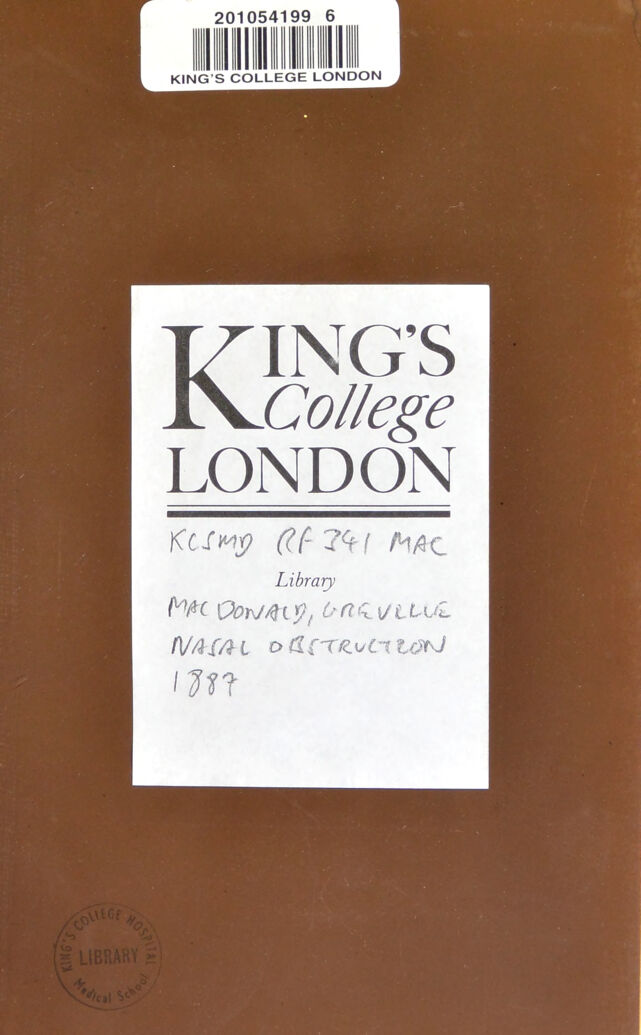 201054199 6
KING'S COLLEGE LONDON
KING'S
College
LONDON
KCSMD RF 341 MAC
Library
MACDONALD, GREVILLE
NASAL OBSTRUCTION
1887
KING'S COLLEGE HOSPITAL
LIBRARY
Medical School